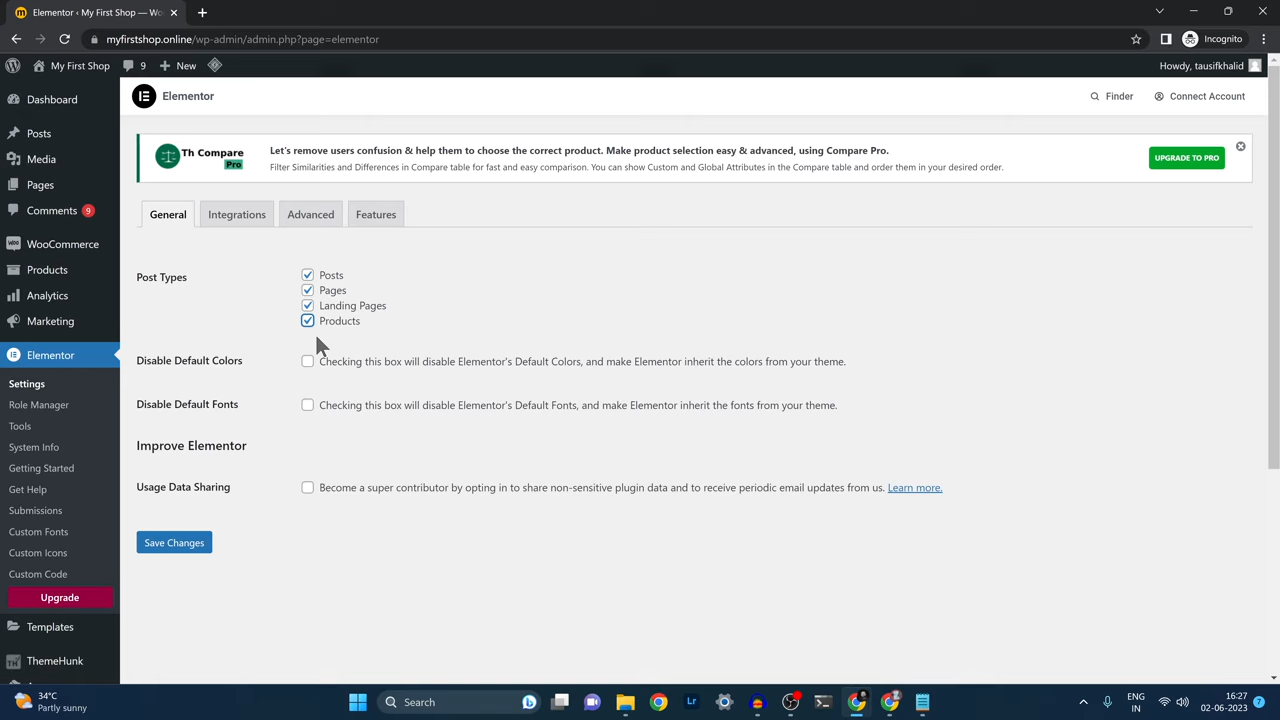 Elementor ‹ My First Shop — Wo
myfirstshop.online/wp-admin/admin.php?page=elementor
Incognito
My First Shop
9
New
Howdy, tausifkhalid
Dashboard
Posts
Media
Pages
Comments 9
WooCommerce
Products
Analytics
Marketing
Elementor
Settings
Role Manager
Tools
System Info
Getting Started
Get Help
Submissions
Custom Fonts
Custom Icons
Custom Code
Upgrade
Templates
ThemeHunk
Elementor
Finder
Connect Account
Th Compare
Pro
Let's remove users confusion & help them to choose the correct product. Make product selection easy & advanced, using Compare Pro.
Filter Similarities and Differences in Compare table for fast and easy comparison. You can show Custom and Global Attributes in the Compare table and order them in your desired order.
UPGRADE TO PRO
General
Integrations
Advanced
Features
Post Types
Posts
Pages
Landing Pages
Products
Disable Default Colors
Checking this box will disable Elementor's Default Colors, and make Elementor inherit the colors from your theme.
Disable Default Fonts
Checking this box will disable Elementor's Default Fonts, and make Elementor inherit the fonts from your theme.
Improve Elementor
Usage Data Sharing
Become a super contributor by opting in to share non-sensitive plugin data and to receive periodic email updates from us. Learn more.
Save Changes
34°C
Partly sunny
Search
Lr
ENG
IN
16:27
02-06-2023
7